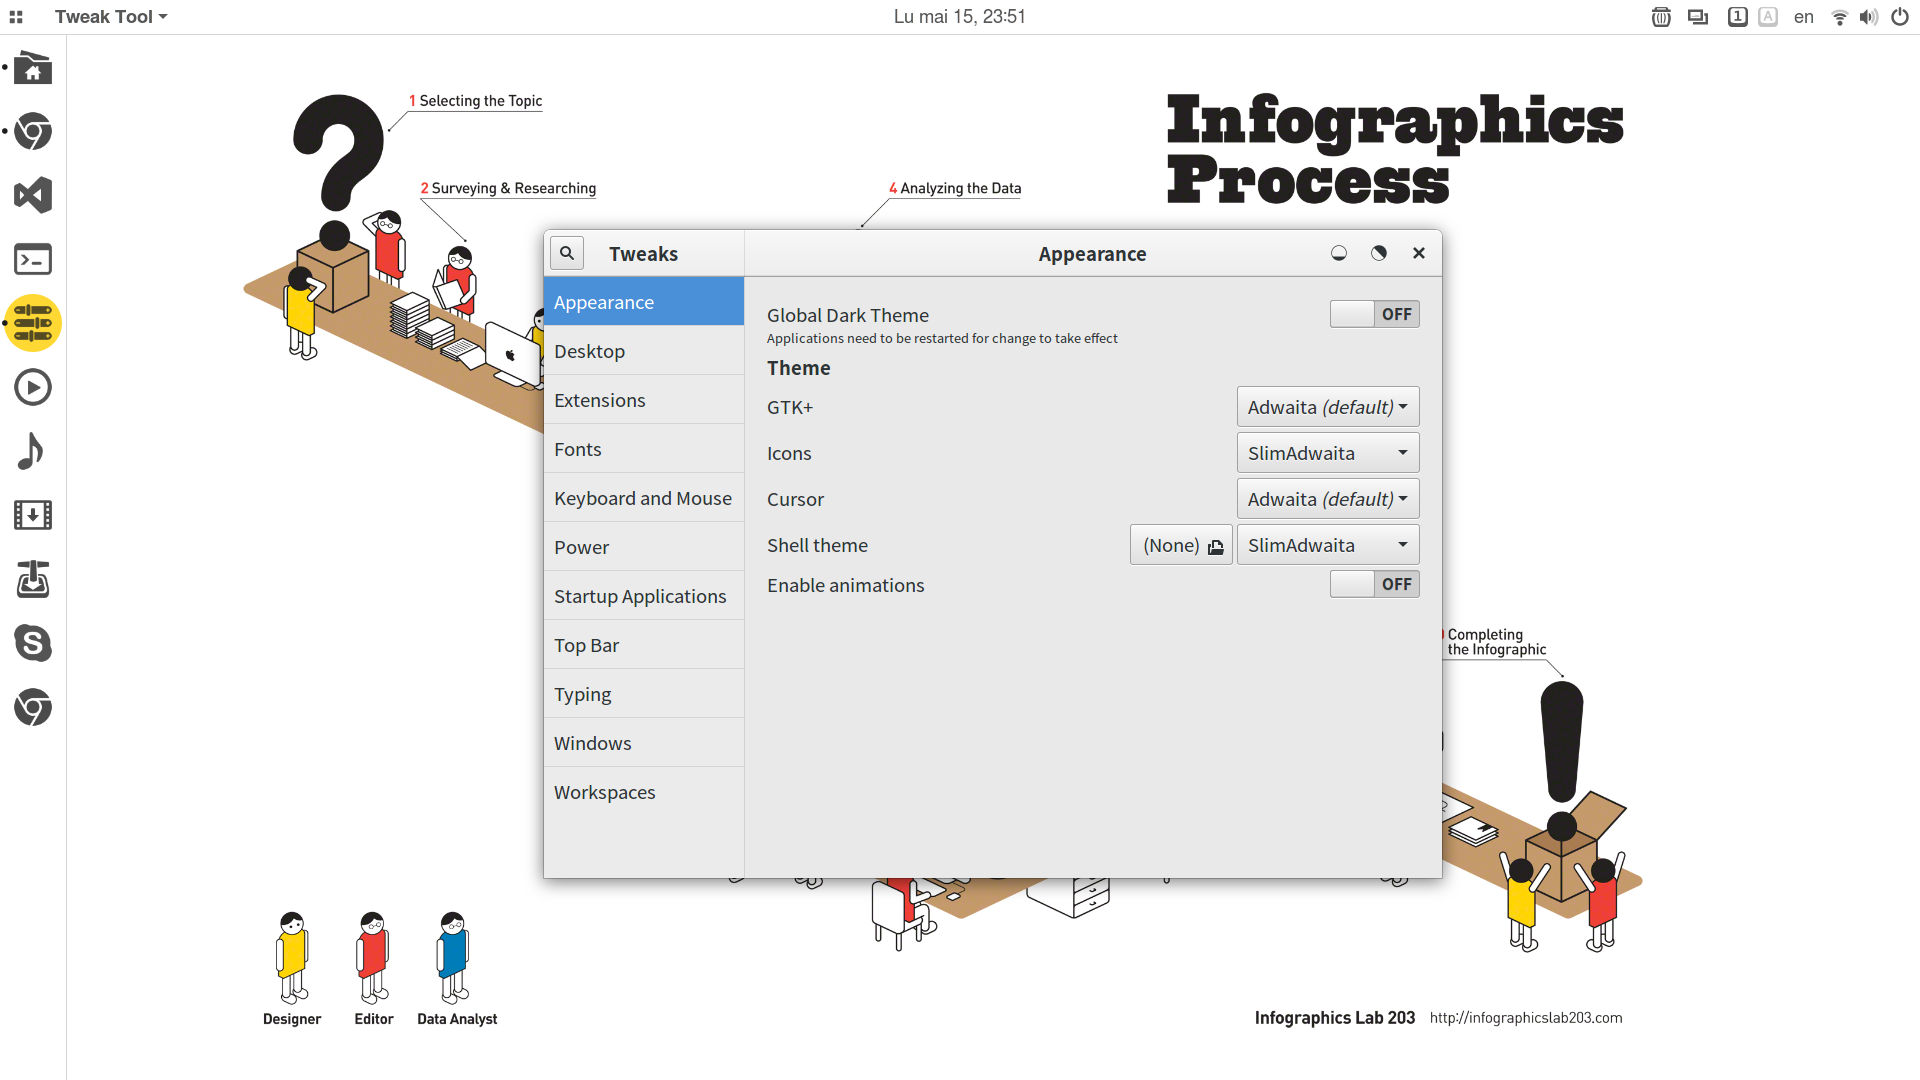 Tweak Tool
Lu mai 15, 23:51
1
A
en
1 Selecting the Topic
2 Surveying & Researching
4 Analyzing the Data
Infographics
Process
Tweaks
Appearance
Appearance
Desktop
Extensions
Fonts
Keyboard and Mouse
Power
Startup Applications
Top Bar
Typing
Windows
Workspaces
Global Dark Theme
OFF
Applications need to be restarted for change to take effect
Theme
GTK+
Adwaita (default)
Icons
SlimAdwaita
Cursor
Adwaita (default)
Shell theme
(None)
SlimAdwaita
Enable animations
OFF
Completing
the Infographic
Designer
Editor
Data Analyst
Infographics Lab 203
http://infographicslab203.com